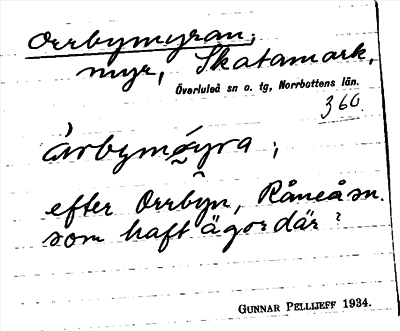 Orrbymyran;
myr, Skatamark,
Överluleå sn o. tg, Norrbottens län.
360.
årbymǿyra;
efter Orrbyn, Råneå sn.
som haft ägor där?
GUNNAR PELLIJEFF 1934.